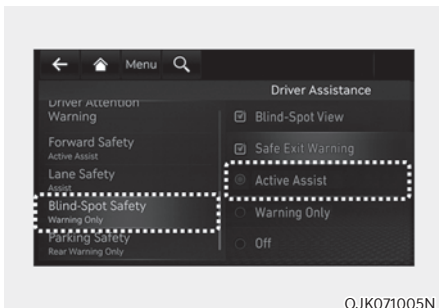 Menu
Driver Assistance
Driver Attention
Warning
Forward Safety
Active Assist
Lane Safety
Assist
Blind-Spot Safety
Warning Only
Parking Safety
Rear Warning Only
Blind-Spot View
Safe Exit Warning
Active Assist
Warning Only
Off
OJK071005N